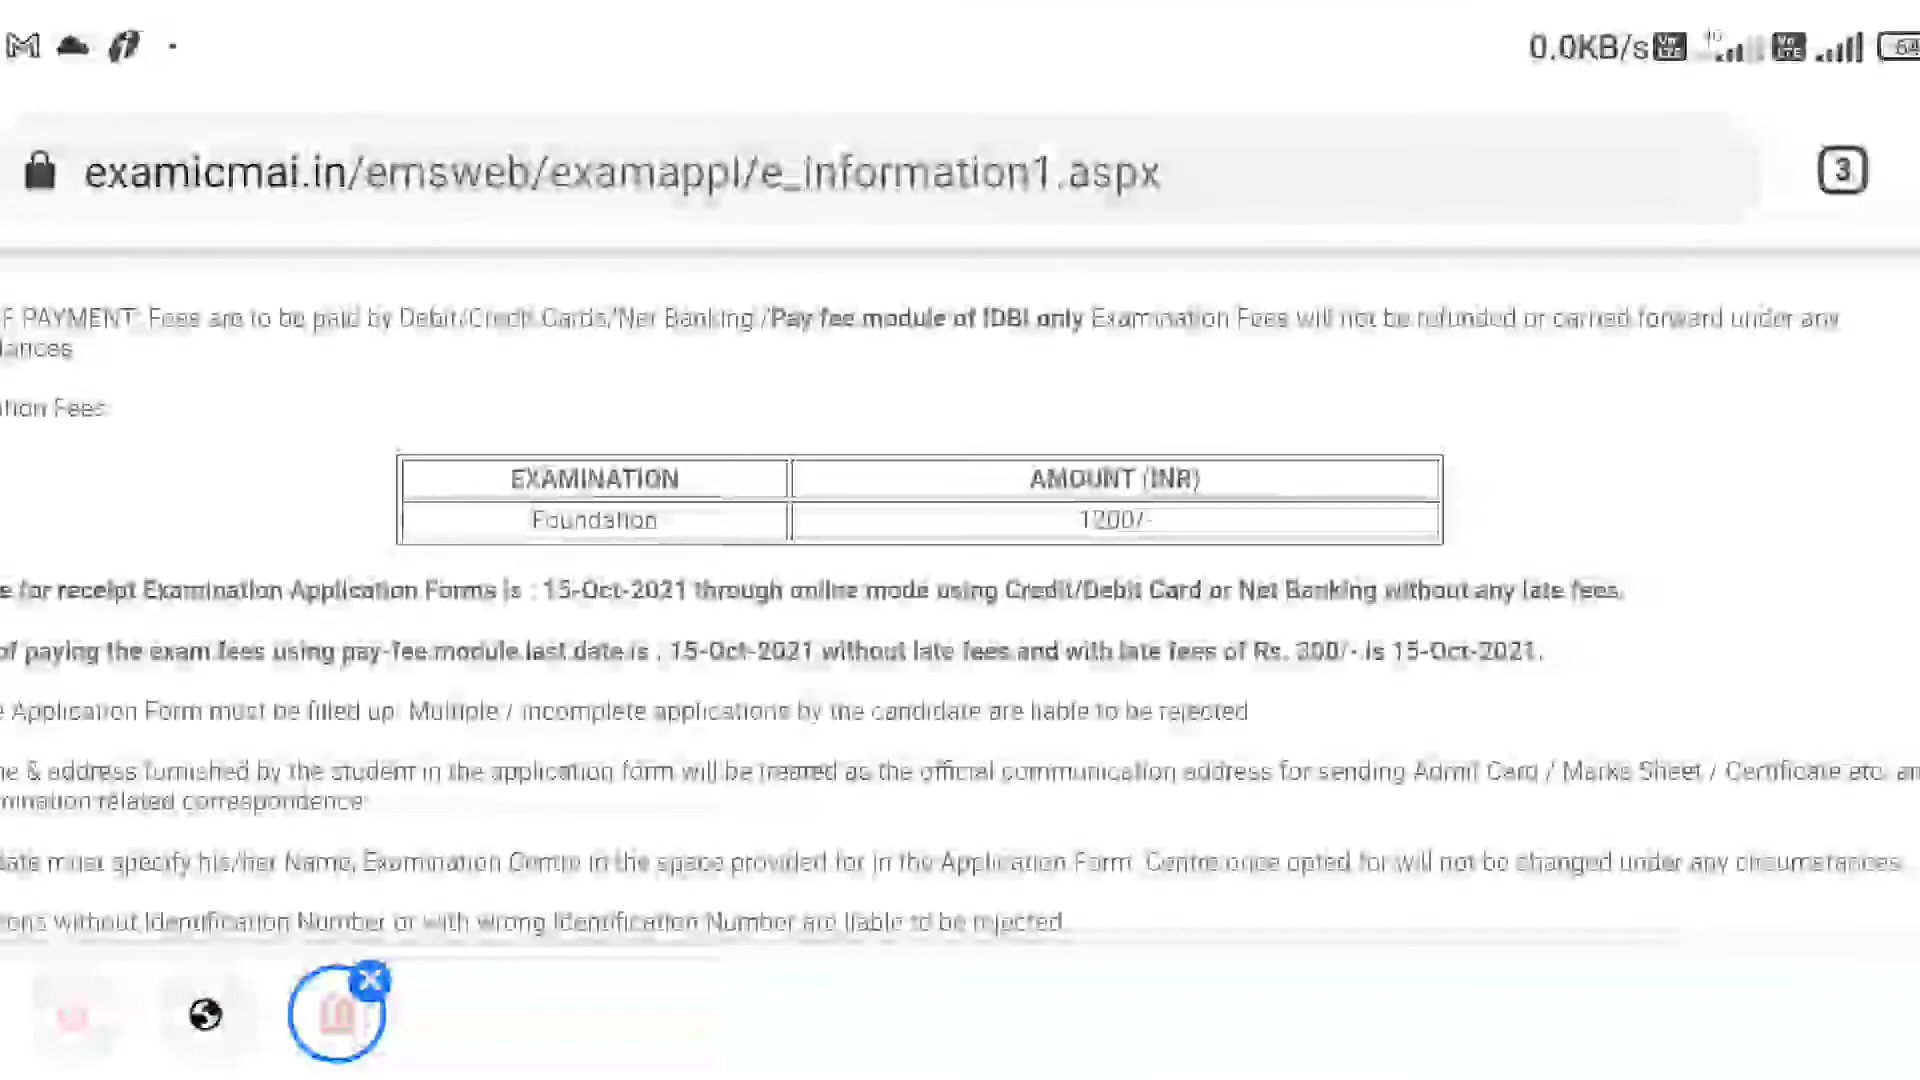 0.0KB/s
examicmai.in/emsweb/examappl/e_information1.aspx
3
F PAYMENT: Fees are to be paid by Debit/Credit Cards/Net Banking /Pay fee module of IDBI only Examination Fees will not be refunded or carried forward under any
tances
tion Fees
EXAMINATION AMOUNT (INR)
Foundation 1200/-
e for receipt Examination Application Forms is : 15-Oct-2021 through online mode using Credit/Debit Card or Net Banking without any late fees.
of paying the exam fees using pay-fee module last date is : 15-Oct-2021 without late fees and with late fees of Rs. 300/- is 15-Oct-2021.
e Application Form must be filled up. Multiple / incomplete applications by the candidate are liable to be rejected
ne & address furnished by the student in the application form will be treated as the official communication address for sending Admit Card / Marks Sheet / Certificate etc. an
mination related correspondence
date must specify his/her Name, Examination Centre in the space provided for in the Application Form. Centre once opted for will not be changed under any circumstances.
ions without Identification Number or with wrong Identification Number are liable to be rejected.